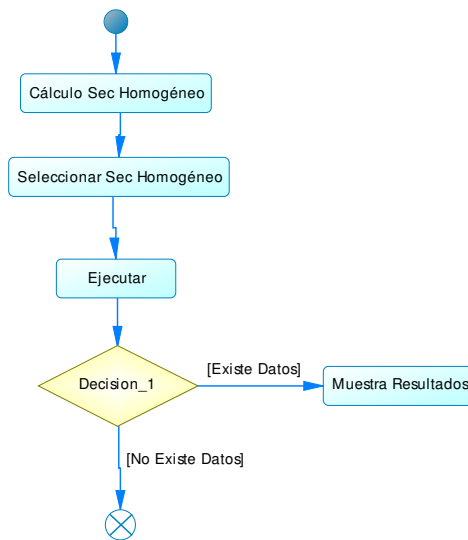 Cálculo Sec Homogéneo
Seleccionar Sec Homogéneo
Ejecutar
Decision_1
[Existe Datos]
Muestra Resultados
[No Existe Datos]